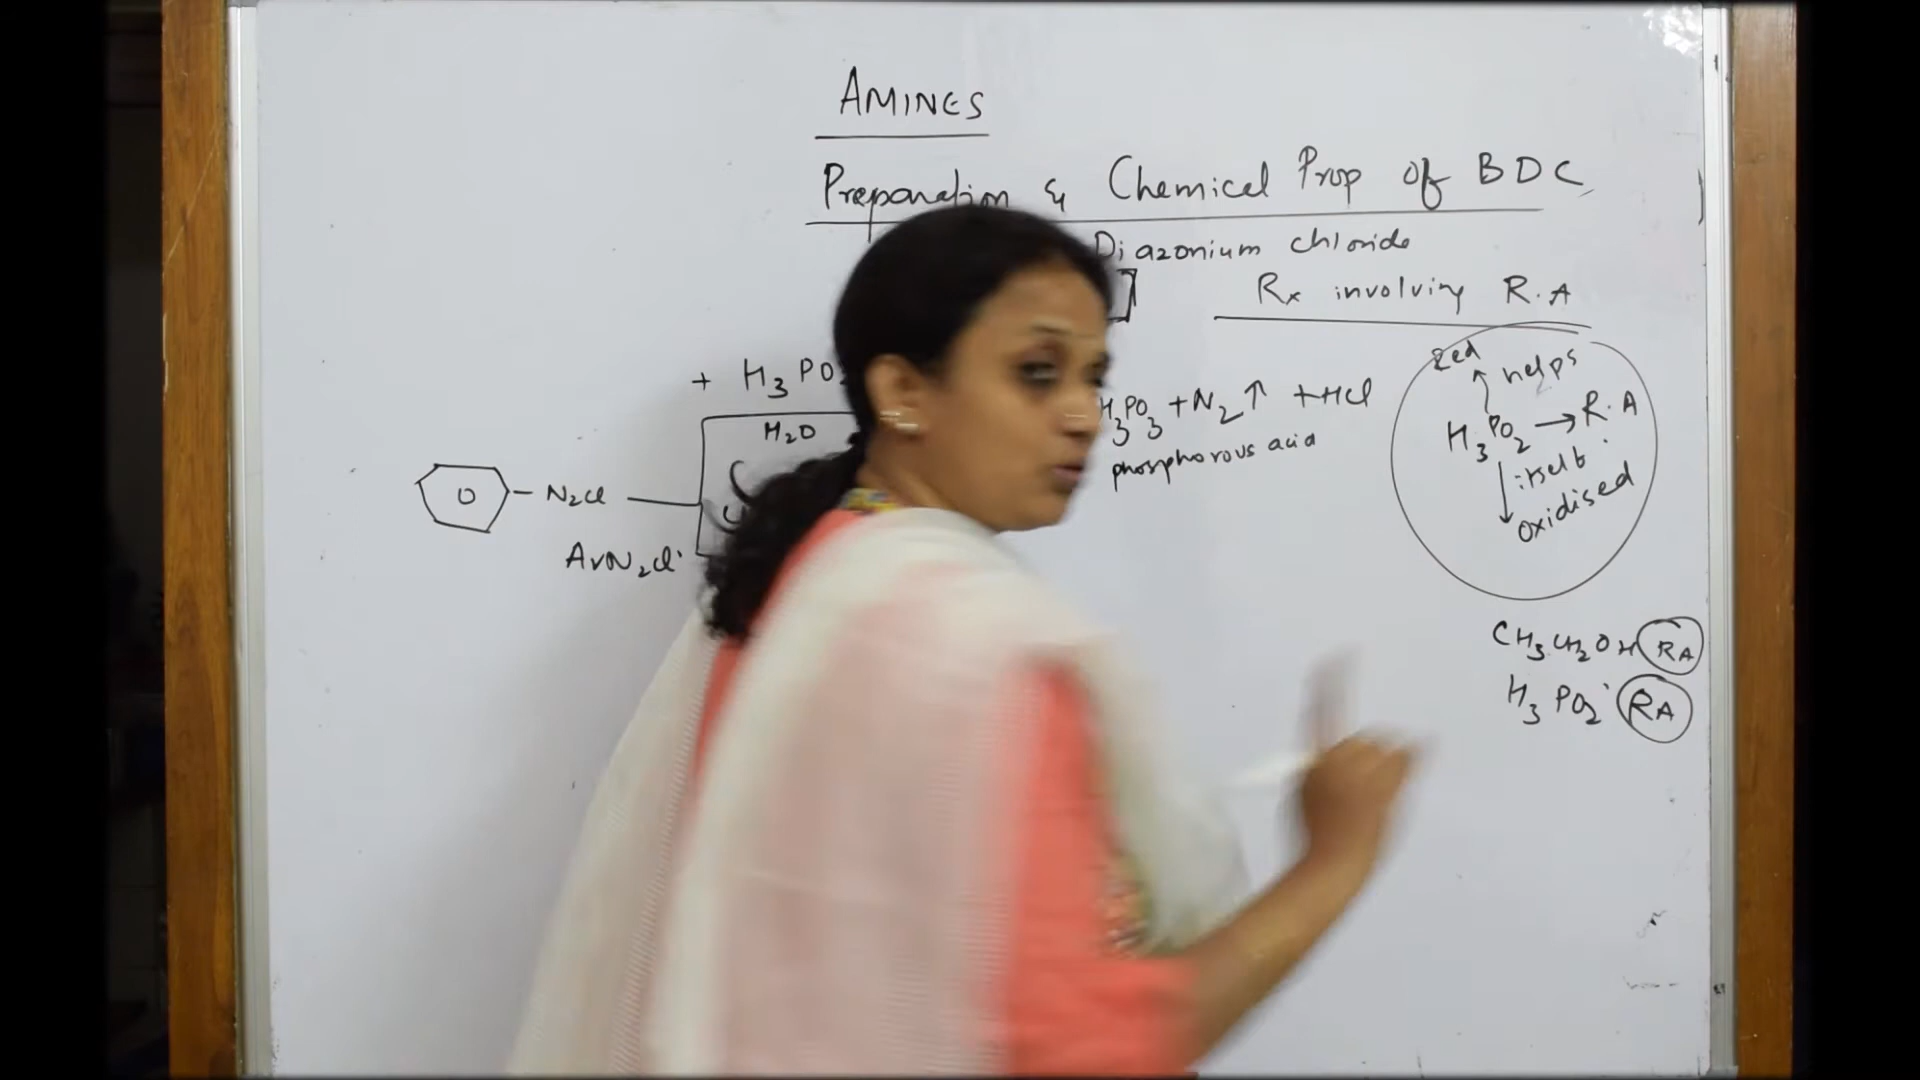 AMINES
Preparation & Chemical Prop of BDC
Diazonium chloride
Rx involving R.A
+ H3PO
H2O
H3PO3 + N2 ↑ + HCl
phosphorous acid
N2Cl
ArN2Cl
Red
helps
H3PO2 → R.A
itself
oxidised
CH3CH2OH RA
H3PO2 RA